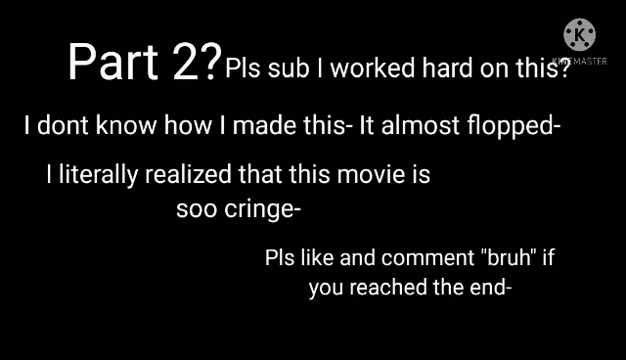 Part 2? Pls sub I worked hard on this?
K
KINEMASTER
I dont know how I made this- It almost flopped-
I literally realized that this movie is
soo cringe-
Pls like and comment "bruh" if
you reached the end-